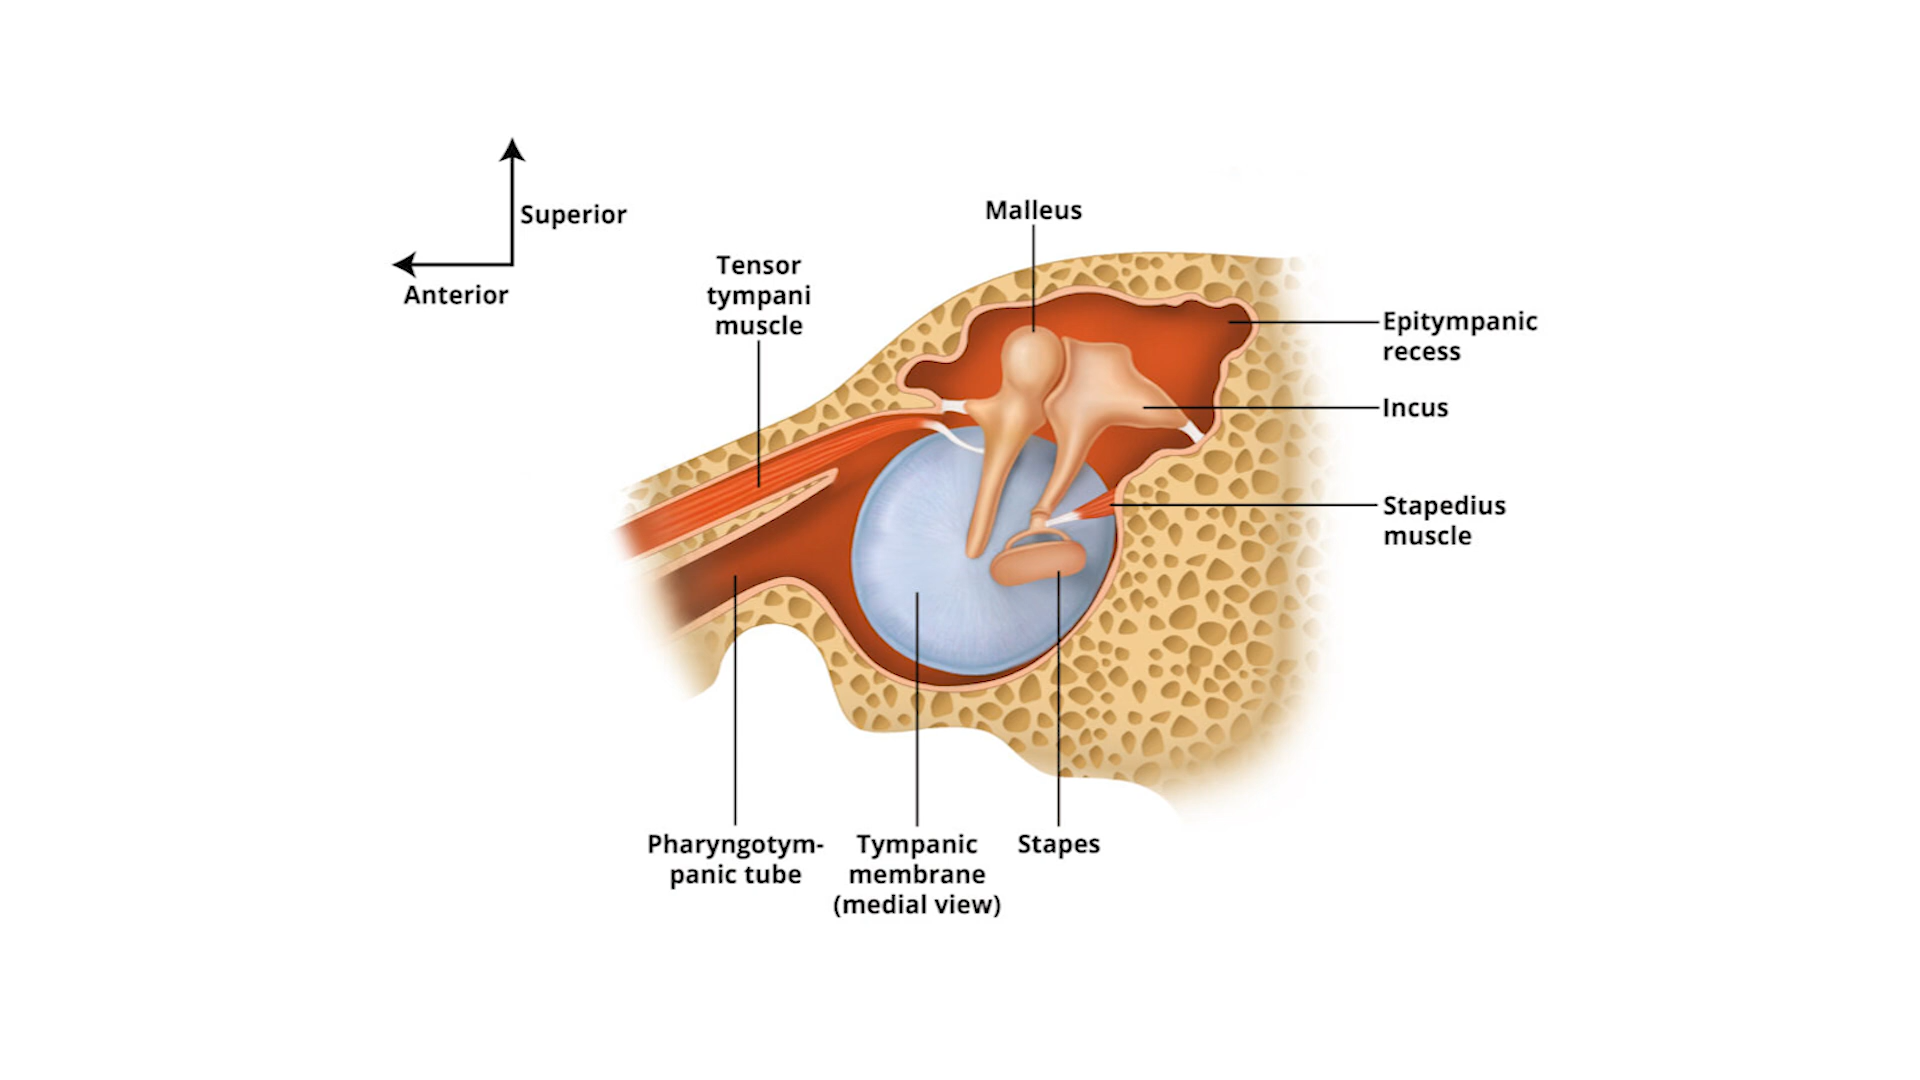 Superior
Anterior
Tensor
tympani
muscle
Malleus
Epitympanic
recess
Incus
Stapedius
muscle
Pharyngotym-
panic tube
Tympanic
membrane
(medial view)
Stapes